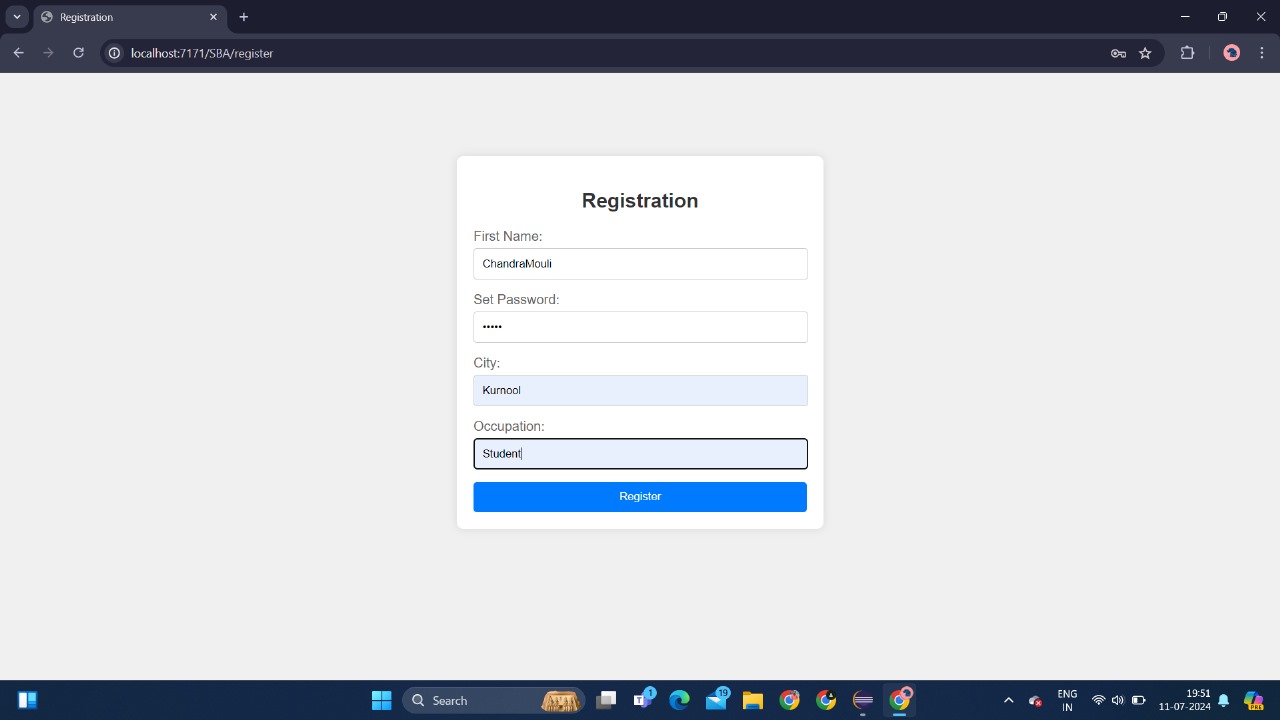 Registration
localhost:7171/SBA/register
Registration
First Name:
ChandraMouli
Set Password:
•••••
City:
Kurnool
Occupation:
Student
Register
Search
1
19
ENG
IN
19:51
11-07-2024
PRE